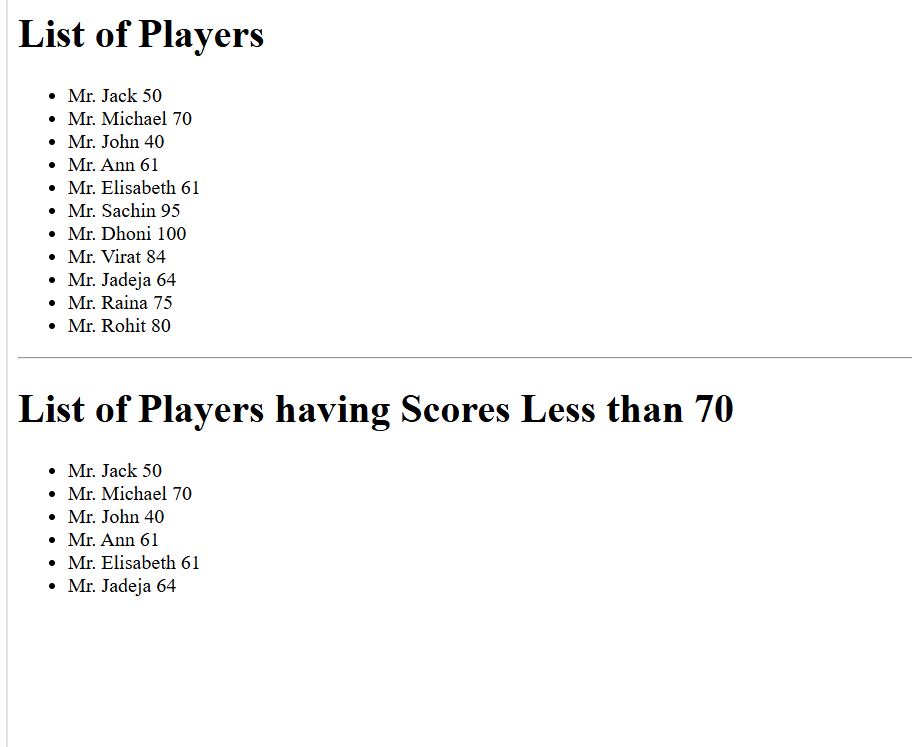 List of Players
Mr. Jack 50
Mr. Michael 70
Mr. John 40
Mr. Ann 61
Mr. Elisabeth 61
Mr. Sachin 95
Mr. Dhoni 100
Mr. Virat 84
Mr. Jadeja 64
Mr. Raina 75
Mr. Rohit 80
List of Players having Scores Less than 70
Mr. Jack 50
Mr. Michael 70
Mr. John 40
Mr. Ann 61
Mr. Elisabeth 61
Mr. Jadeja 64